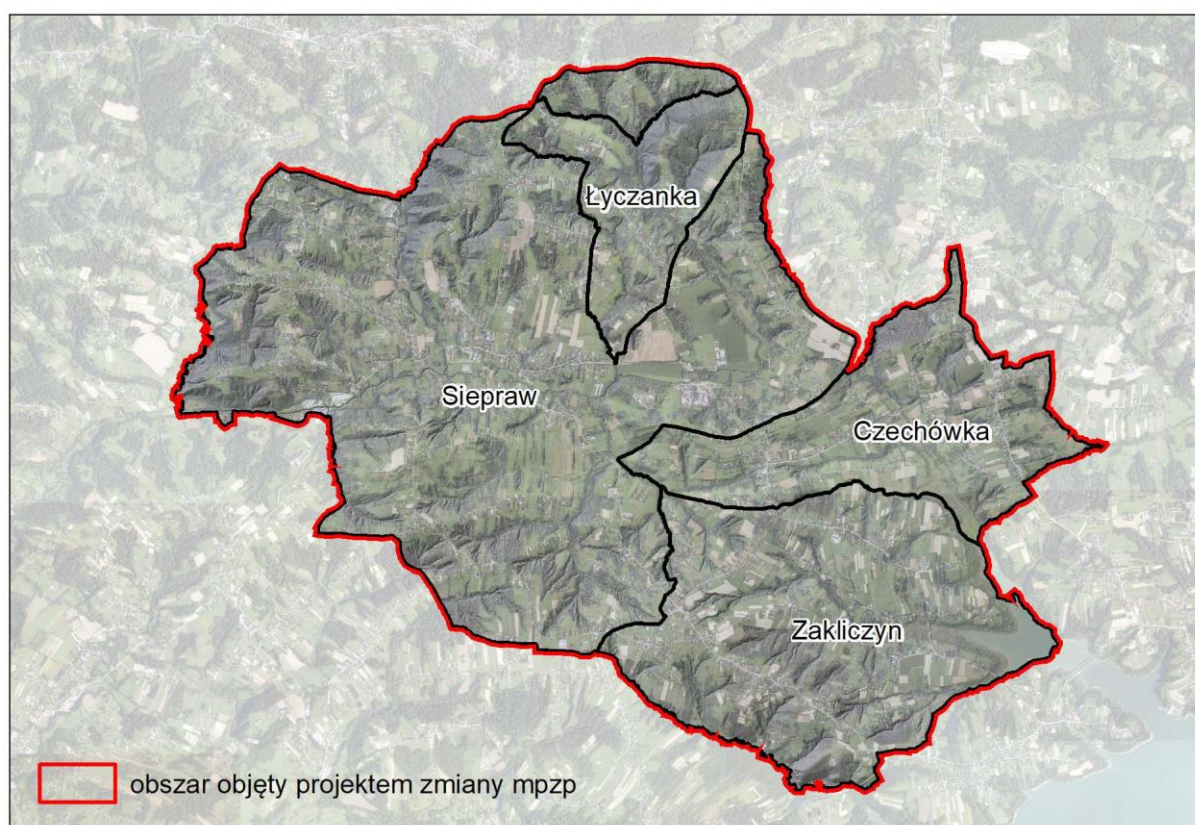 Łyczanka
Siepraw
Czechówka
Zakliczyn
obszar objęty projektem zmiany mpzp